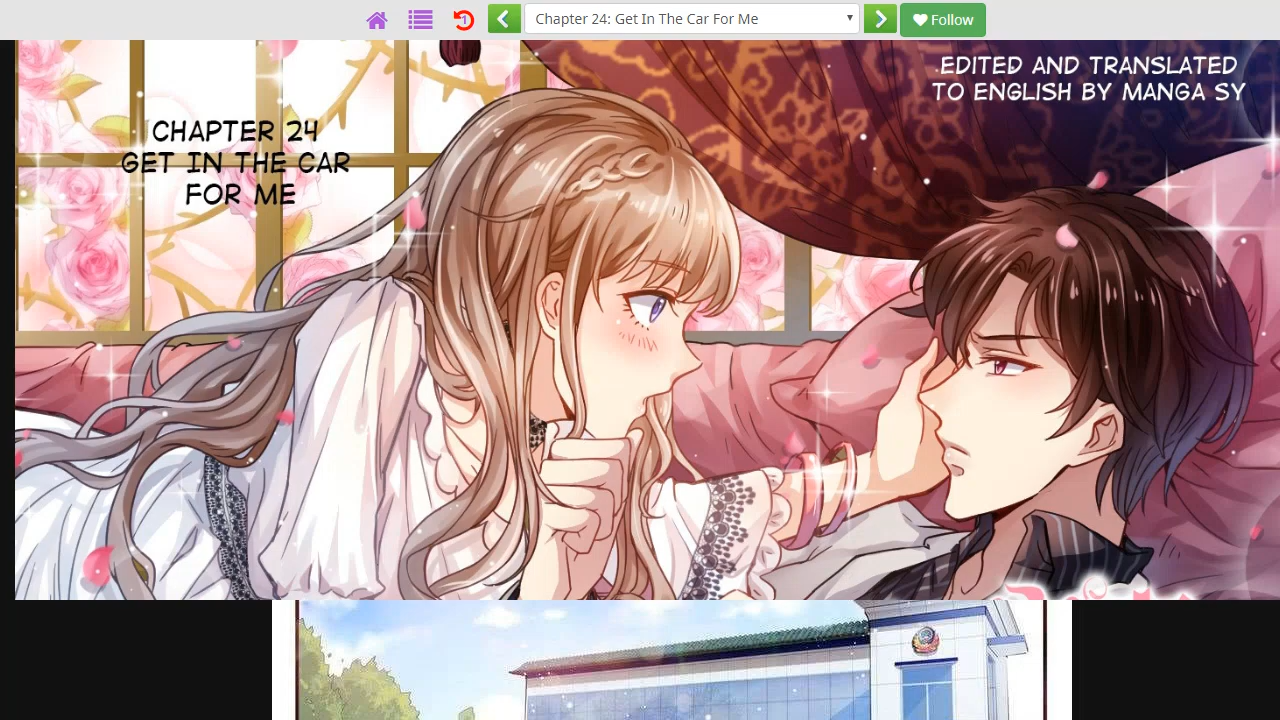 Chapter 24: Get In The Car For Me
Follow
EDITED AND TRANSLATED
TO ENGLISH BY MANGA SY
CHAPTER 24
GET IN THE CAR
FOR ME